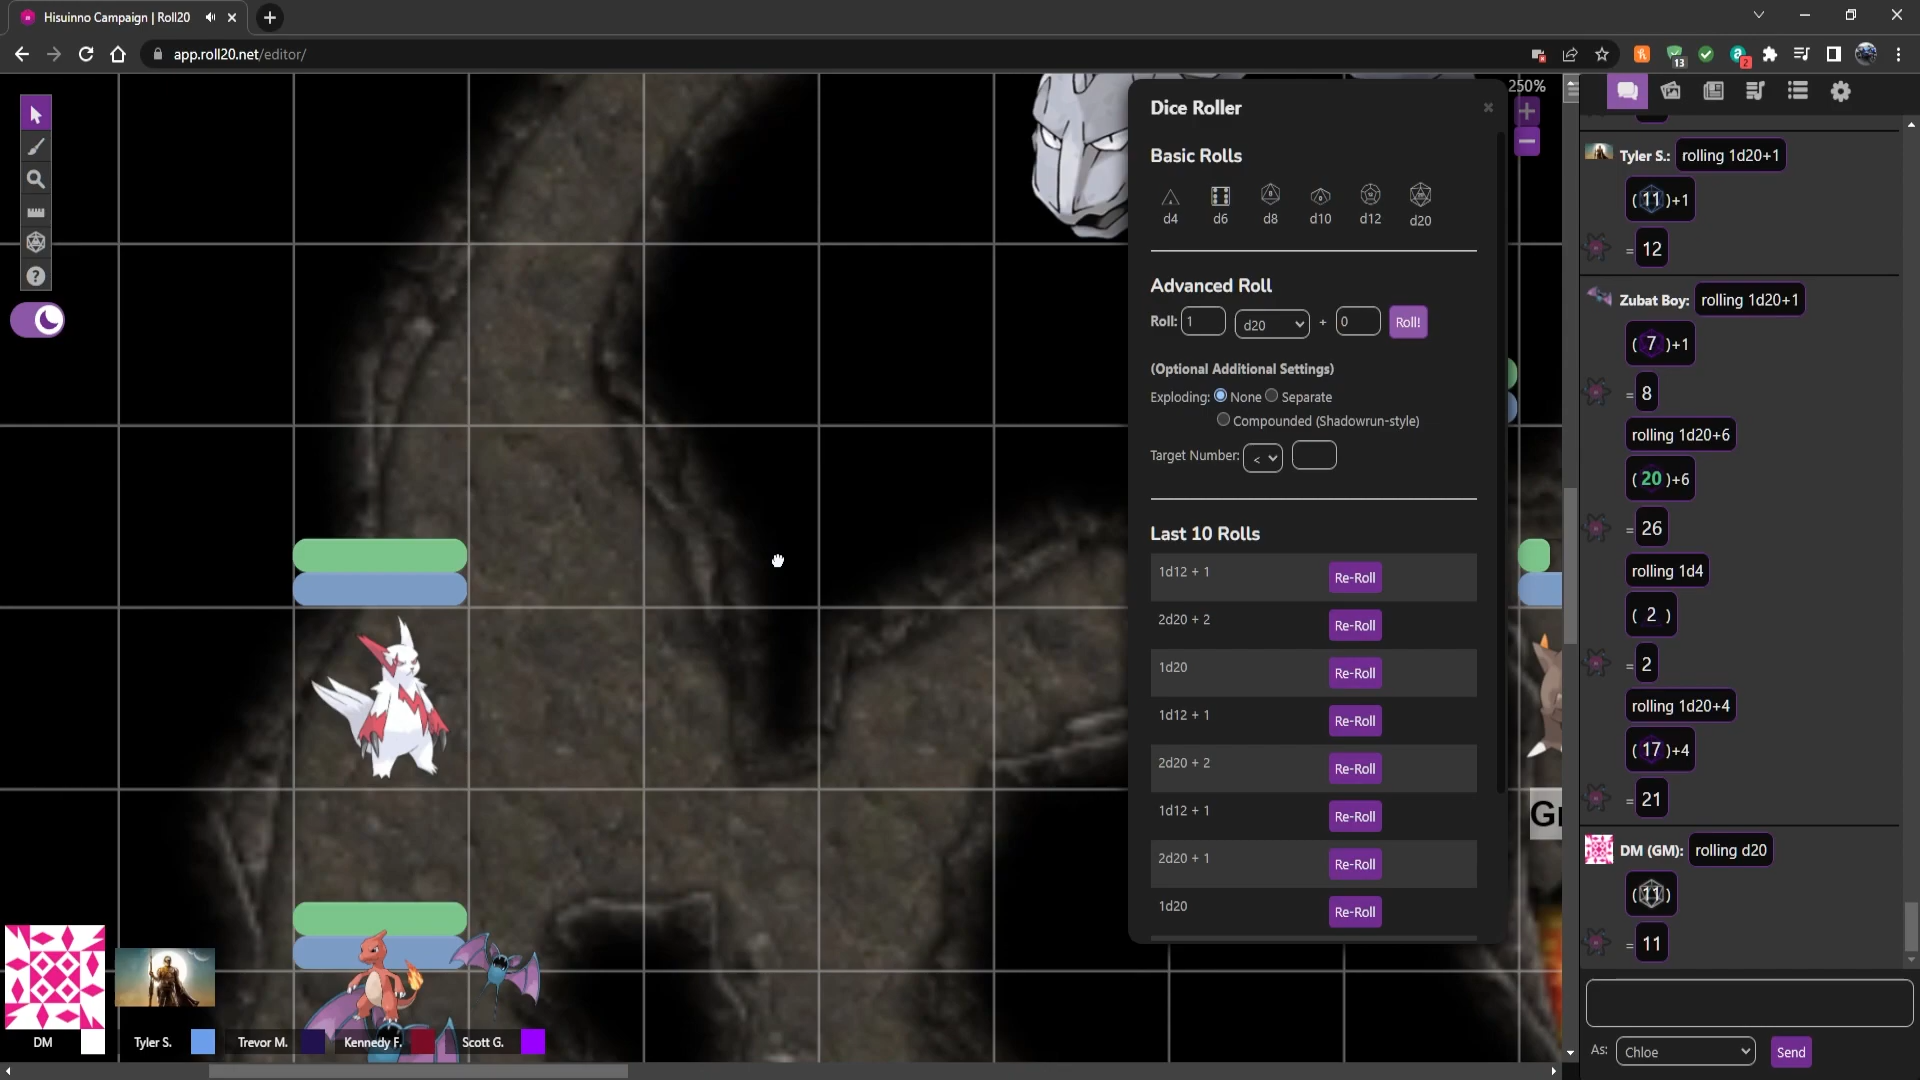 Hisuinno Campaign | Roll20
app.roll20.net/editor/
13
2
250%
Dice Roller
Basic Rolls
d4 d6 d8 d10 d12 d20
Advanced Roll
Roll: 1 d20 + 0 Roll!
(Optional Additional Settings)
Exploding: None Separate
Compounded (Shadowrun-style)
Target Number: <
Last 10 Rolls
1d12 + 1 Re-Roll
2d20 + 2 Re-Roll
1d20 Re-Roll
1d12 + 1 Re-Roll
2d20 + 2 Re-Roll
1d12 + 1 Re-Roll
2d20 + 1 Re-Roll
1d20 Re-Roll
Tyler S.: rolling 1d20+1
(11)+1
= 12
Zubat Boy: rolling 1d20+1
(7)+1
= 8
rolling 1d20+6
(20)+6
= 26
rolling 1d4
(2)
= 2
rolling 1d20+4
(17)+4
= 21
DM (GM): rolling d20
(11)
= 11
As: Chloe Send
DM
Tyler S.
Trevor M.
Kennedy F.
Scott G.